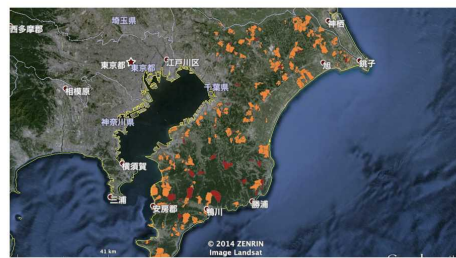 神栖
埼玉県
西多摩郡
東京都
東京都
江戸川区
旭
銚子
相模原
千葉県
神奈川県
横須賀
三浦
安房郡
鴨川
勝浦
41 km
© 2014 ZENRIN
Image Landsat